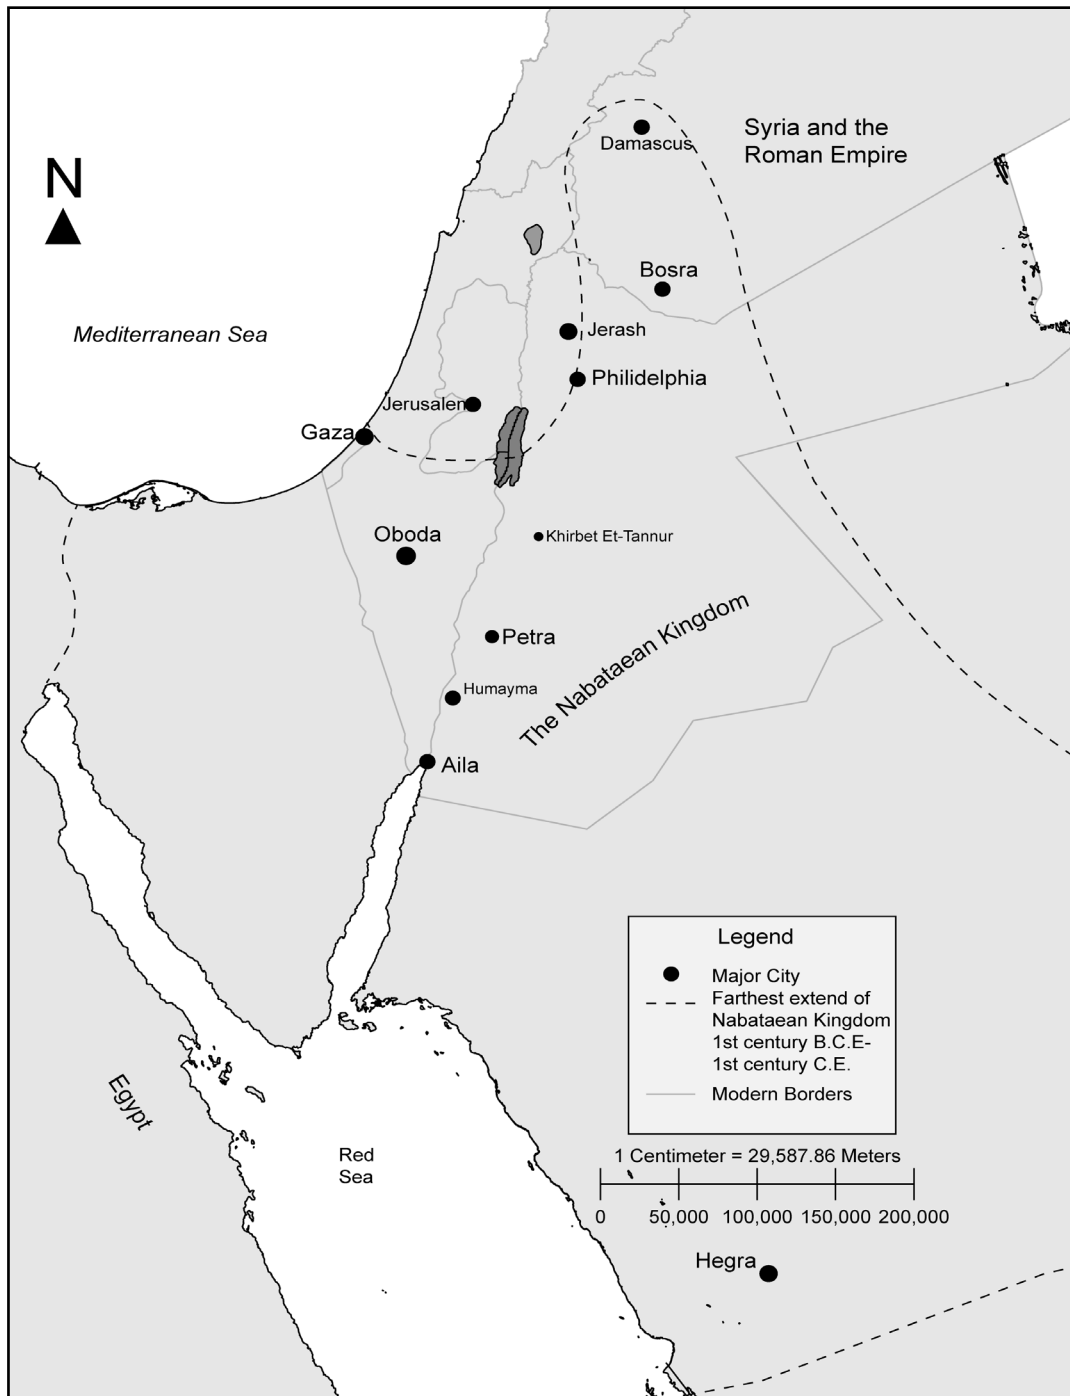 Syria and the
Roman Empire
Damascus
N
Bosra
Mediterranean Sea
Jerash
Philidelphia
Jerusalem
Gaza
Oboda
Khirbet Et-Tannur
Petra
The Nabataean Kingdom
Humayma
Aila
Legend
Major City
Farthest extend of
Nabataean Kingdom
1st century B.C.E-
1st century C.E.
Modern Borders
Egypt
Red
Sea
1 Centimeter = 29,587.86 Meters
0 50,000 100,000 150,000 200,000
Hegra